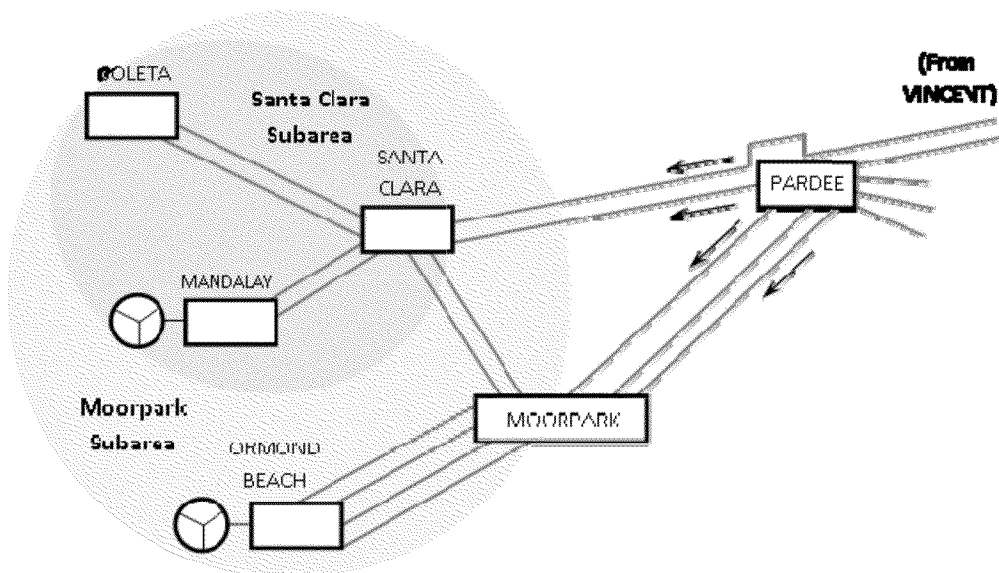 GOLETA
Santa Clara
Subarea
SANTA
CLARA
(From
VINCENT)
PARDEE
MANDALAY
Moorpark
Subarea
ORMOND
BEACH
MOORPARK